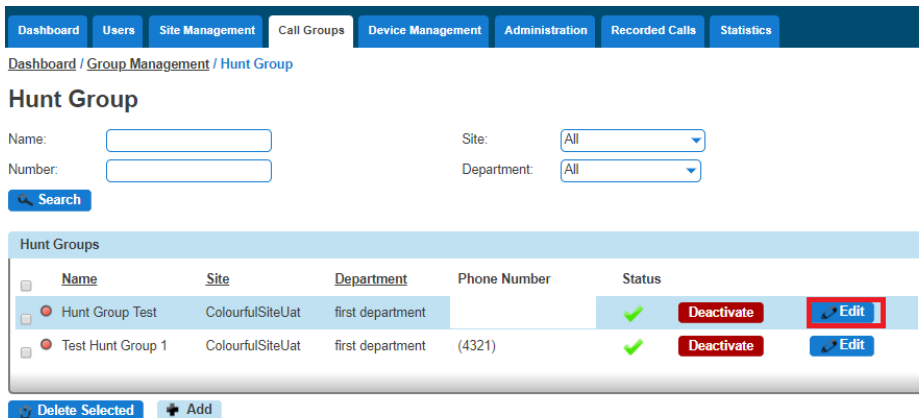 Dashboard Users Site Management Call Groups Device Management Administration Recorded Calls Statistics
Dashboard / Group Management / Hunt Group
Hunt Group
Name: Site: All
Number: Department: All
Search
Hunt Groups
Name Site Department Phone Number Status
Hunt Group Test ColourfulSiteUat first department Deactivate Edit
Test Hunt Group 1 ColourfulSiteUat first department (4321) Deactivate Edit
Delete Selected Add